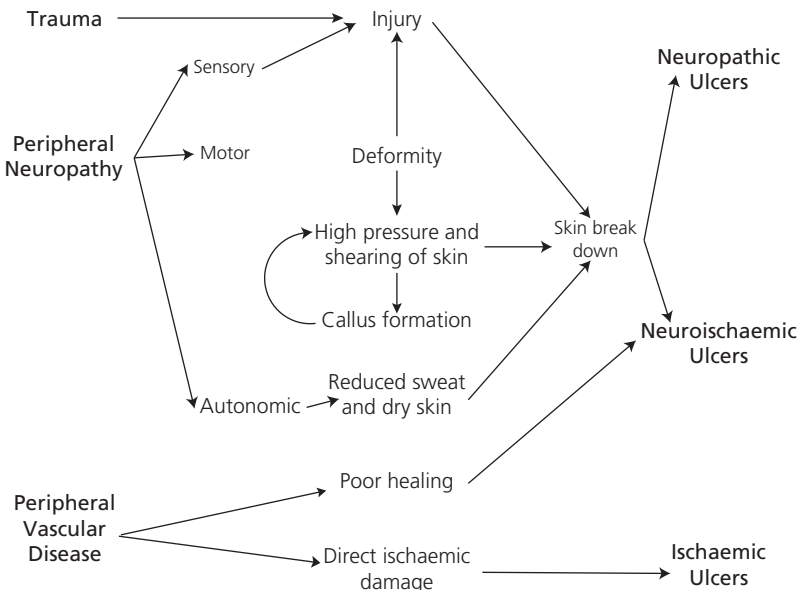 Trauma
Injury
Sensory
Neuropathic
Ulcers
Peripheral
Neuropathy
Motor
Deformity
High pressure and
shearing of skin
Skin break
down
Callus formation
Neuroischaemic
Ulcers
Autonomic
Reduced sweat
and dry skin
Poor healing
Peripheral
Vascular
Disease
Direct ischaemic
damage
Ischaemic
Ulcers